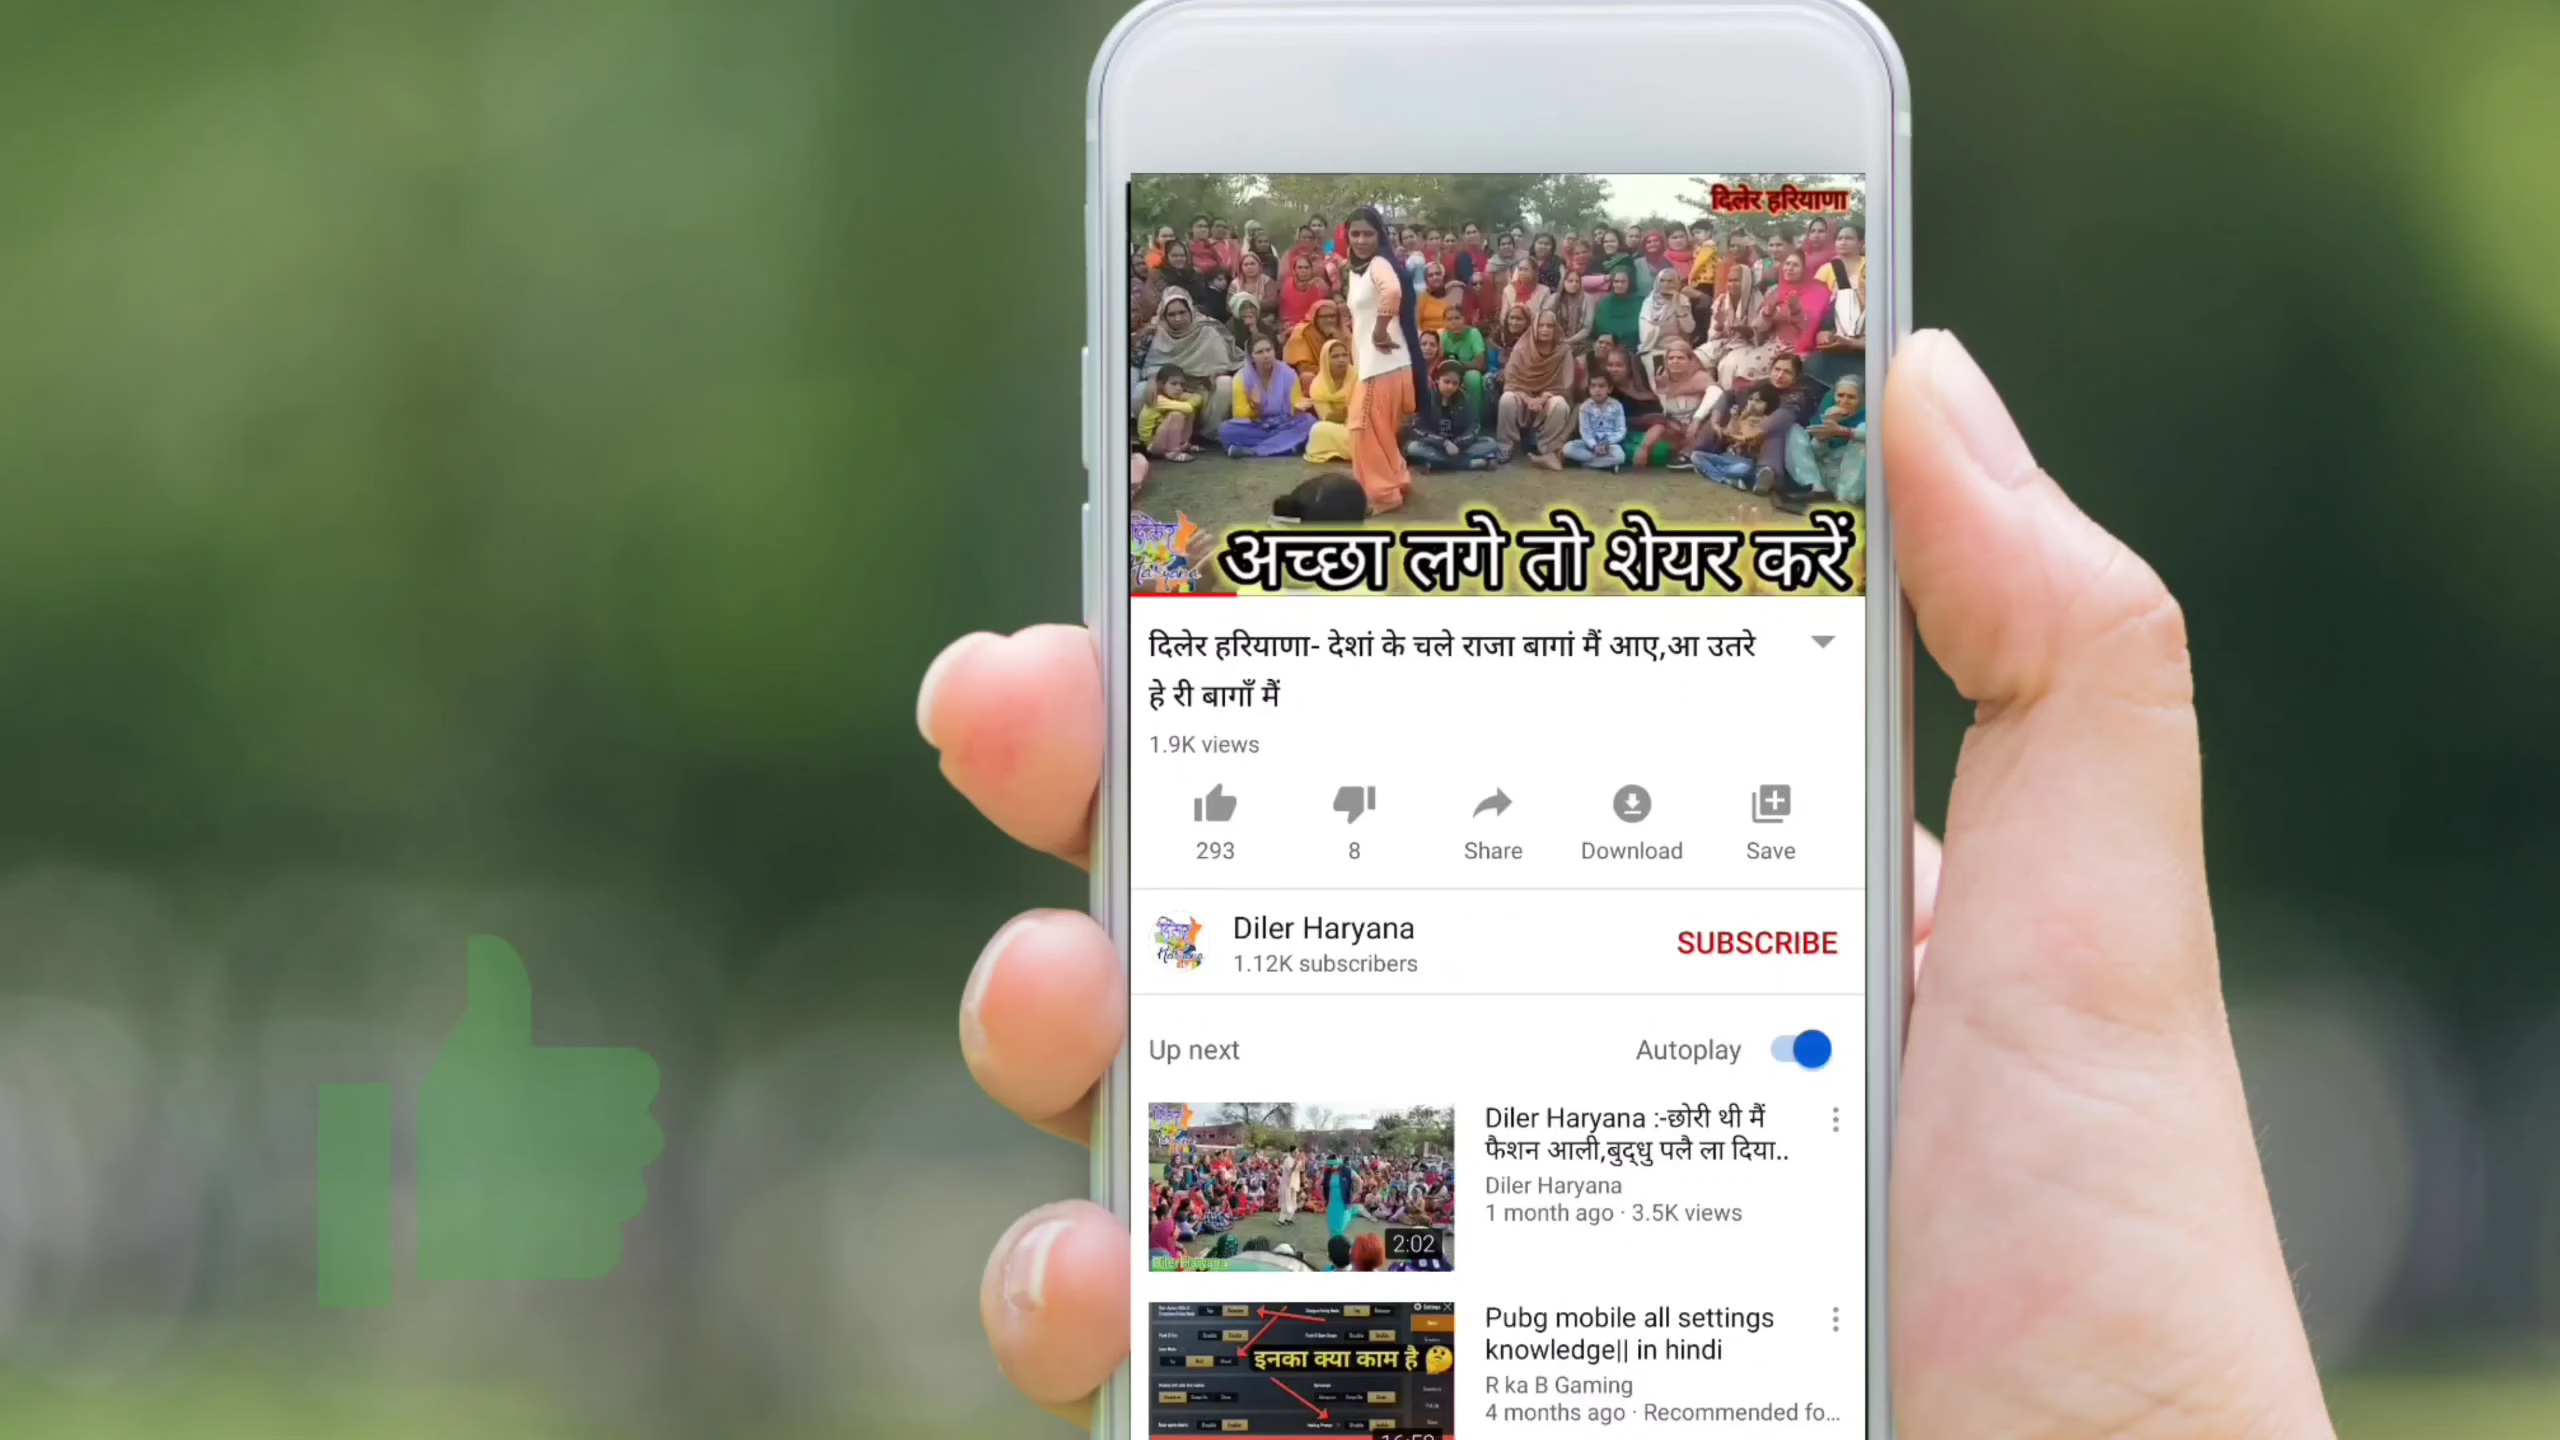 दिलेर हरियाणा
अच्छा लगे तो शेयर करें
दिलेर हरियाणा- देशां के चले राजा बागां मैं आए,आ उतरे
हे री बागाँ मैं
1.9K views
293
8
Share
Download
Save
Diler Haryana
1.12K subscribers
SUBSCRIBE
Up next
Autoplay
Diler Haryana :-छोरी थी मैं
फैशन आली,बुद्धु पलै ला दिया..
Diler Haryana
1 month ago · 3.5K views
2:02
Diler Haryana
Pubg mobile all settings
knowledge|| in hindi
इनका क्या काम है
R ka B Gaming
4 months ago · Recommended fo...